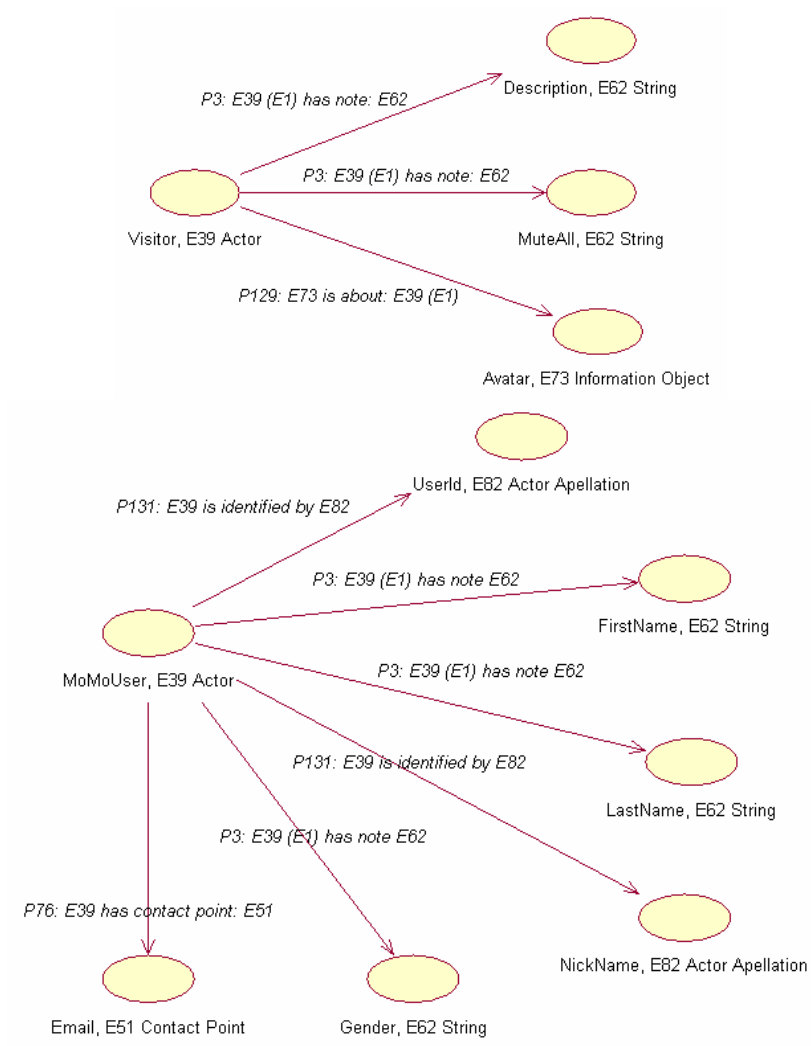 P3: E39 (E1) has note: E62
Description, E62 String
P3: E39 (E1) has note: E62
Visitor, E39 Actor
MuteAll, E62 String
P129: E73 is about: E39 (E1)
Avatar, E73 Information Object
P131: E39 is identified by E82
UserId, E82 Actor Apellation
P3: E39 (E1) has note E62
FirstName, E62 String
MoMoUser, E39 Actor
P3: E39 (E1) has note E62
P131: E39 is identified by E82
LastName, E62 String
P3: E39 (E1) has note E62
P76: E39 has contact point: E51
NickName, E82 Actor Apellation
Email, E51 Contact Point
Gender, E62 String